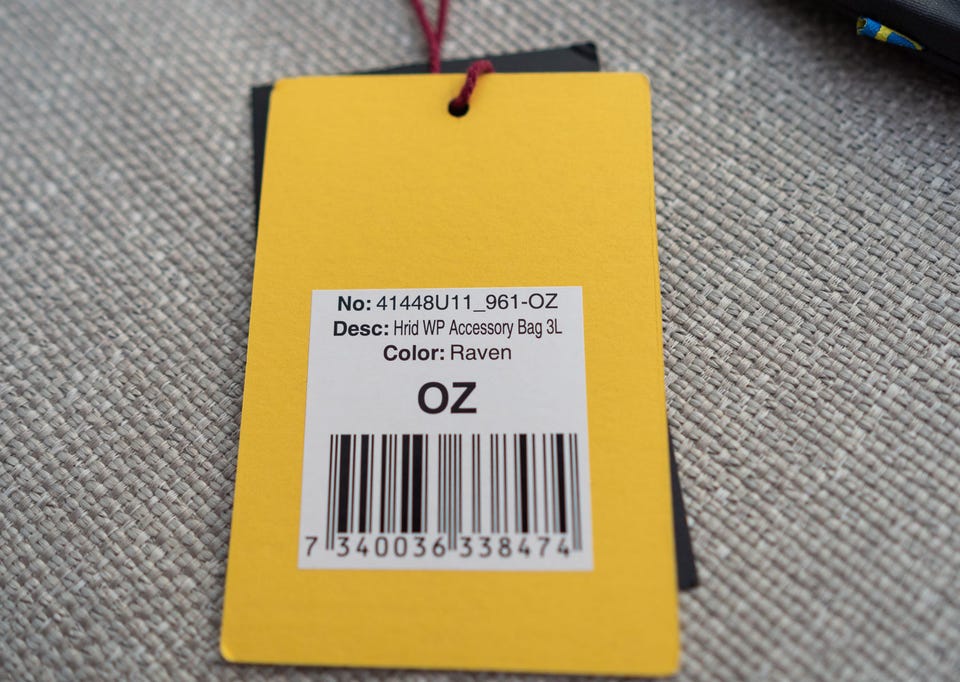 No: 41448U11_961-OZ
Desc: Hrid WP Accessory Bag 3L
Color: Raven
OZ
7 340036 338474